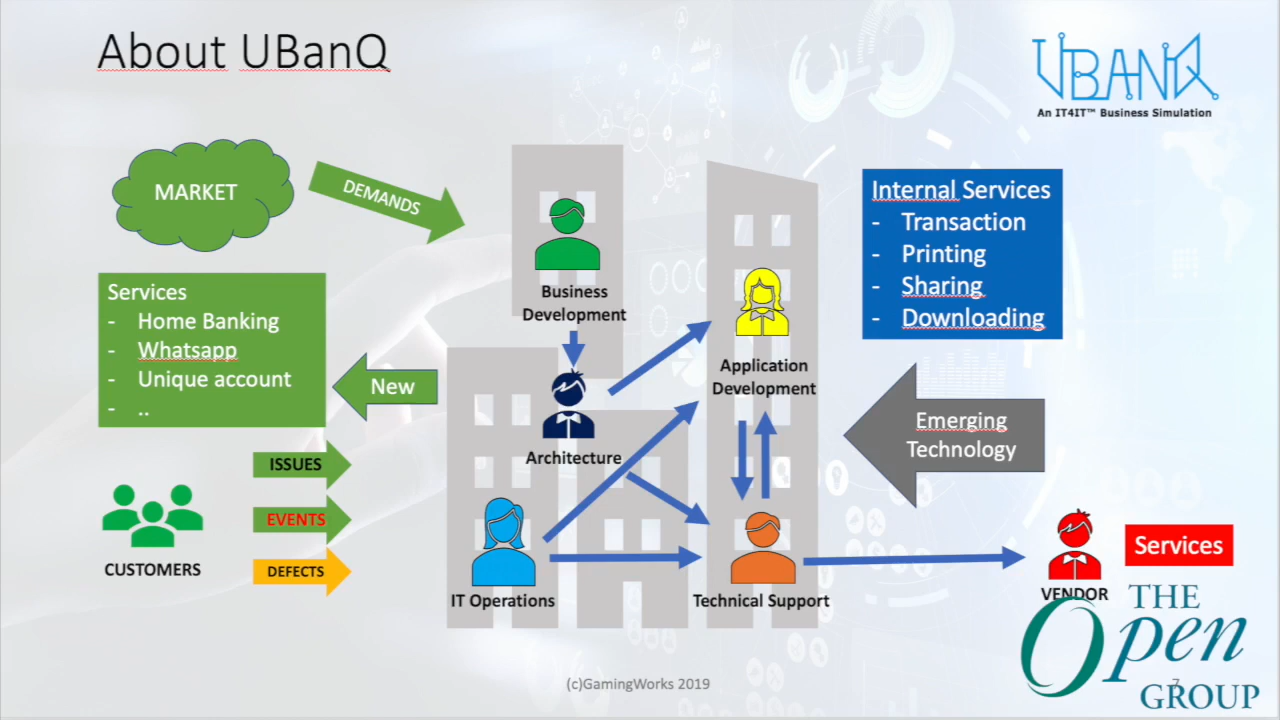 About UBanQ
UBANQ
An IT4IT™ Business Simulation
MARKET
DEMANDS
Services
- Home Banking
- Whatsapp
- Unique account
- ..
New
ISSUES
EVENTS
DEFECTS
CUSTOMERS
Business
Development
Architecture
IT Operations
Application
Development
Technical Support
Internal Services
- Transaction
- Printing
- Sharing
- Downloading
Emerging
Technology
Services
VENDOR
THE
Open
GROUP
(c)GamingWorks 2019
7